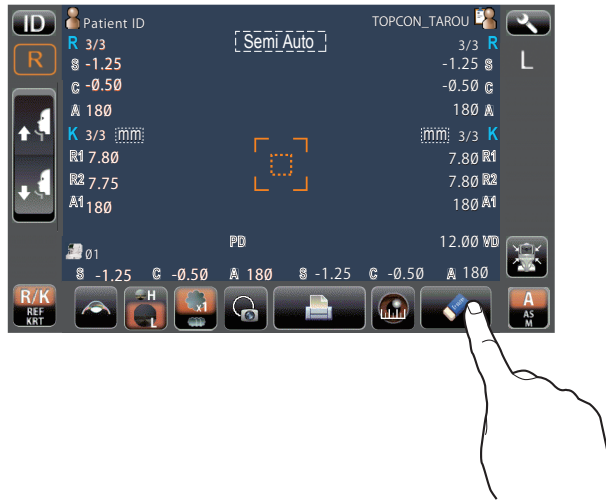 ID Patient ID TOPCON_TAROU
R 3/3 Semi Auto 3/3 R
R L
S -1.25 -1.25 S
C -0.50 -0.50 C
A 180 180 A
K 3/3 mm mm 3/3 K
R1 7.80 7.80 R1
R2 7.75 7.80 R2
A1 180 180 A1
01 PD 12.00 VD
S -1.25 C -0.50 A 180 S -1.25 C -0.50 A 180
R/K
REF
KRT
H
L
x1
A
AS
M